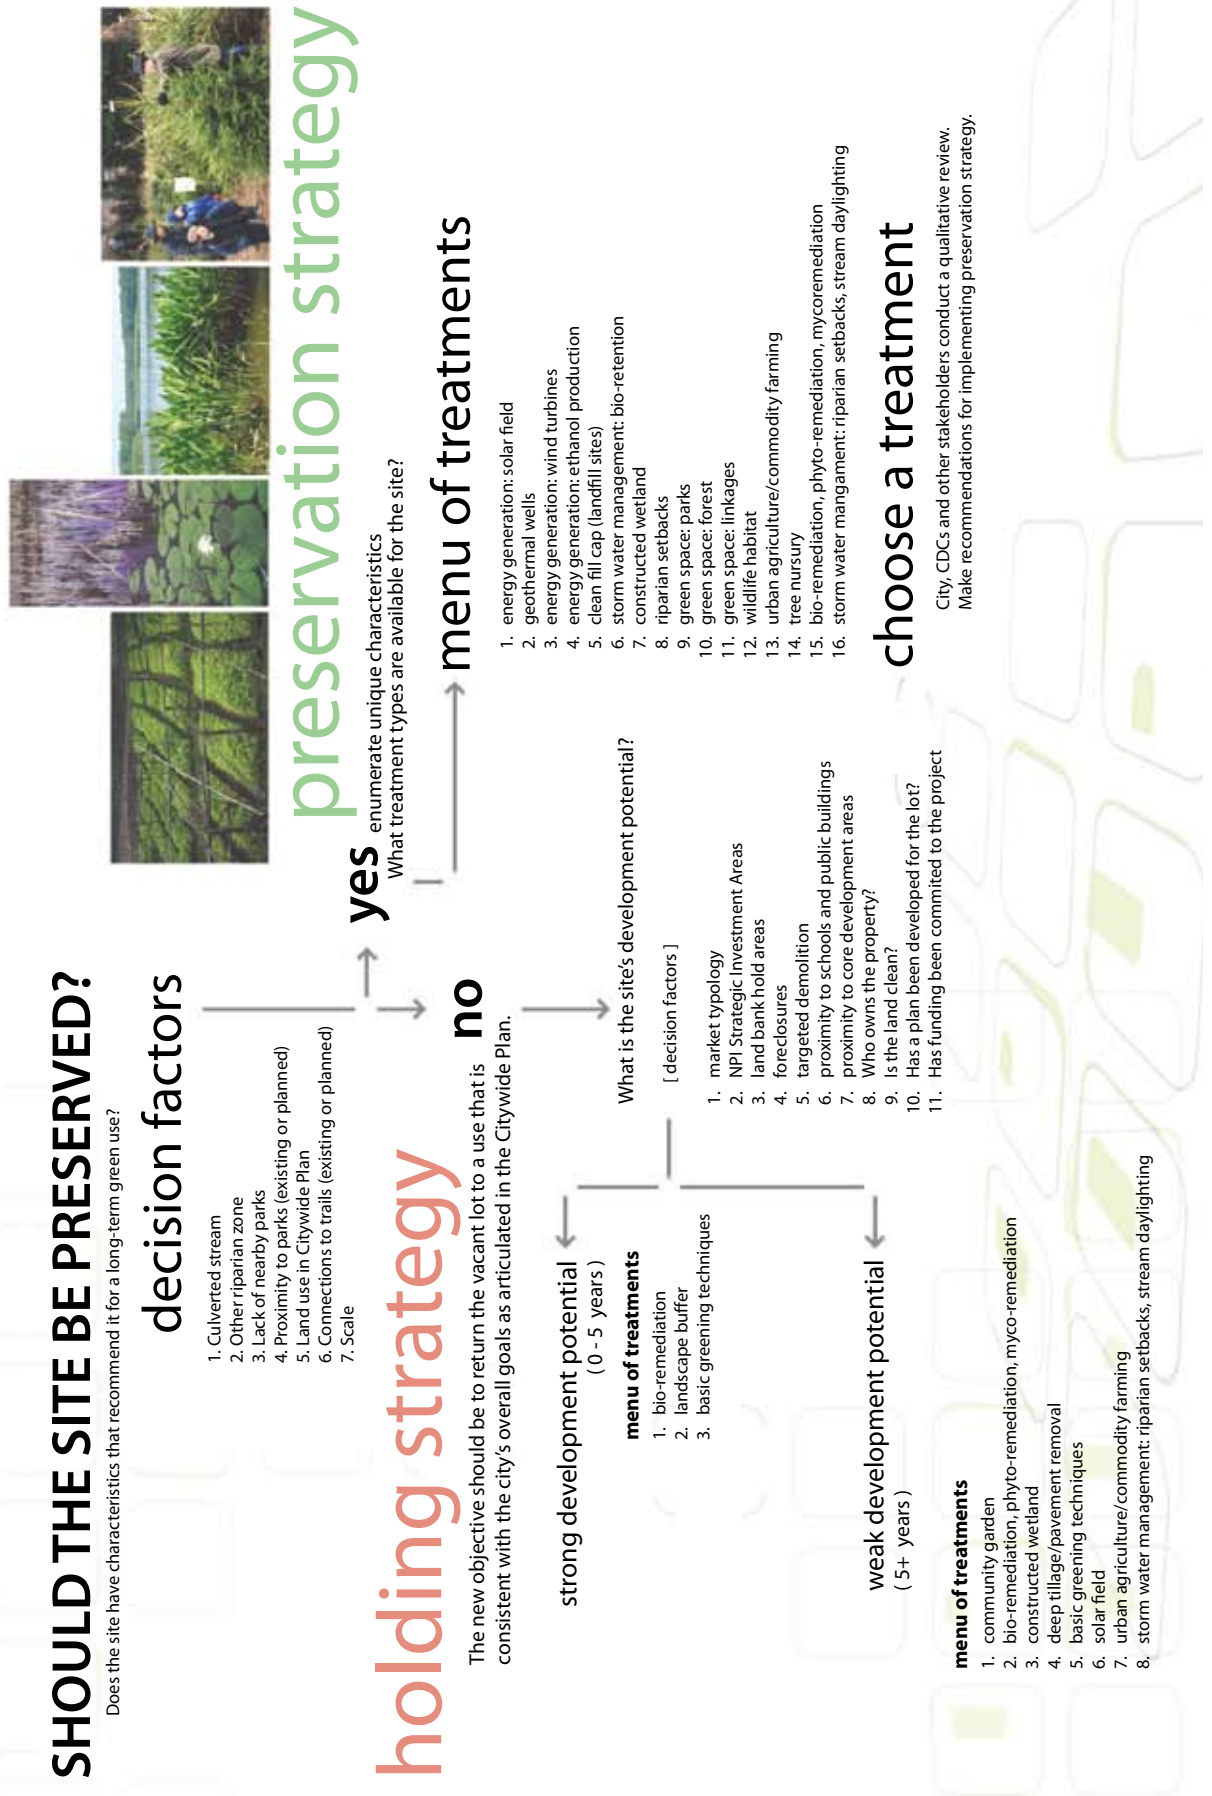 SHOULD THE SITE BE PRESERVED?
Does the site have characteristics that recommend it for a long-term green use?
decision factors
1. Culverted stream
2. Other riparian zone
3. Lack of nearby parks
4. Proximity to parks (existing or planned)
5. Land use in Citywide Plan
6. Connections to trails (existing or planned)
7. Scale
preservation strategy
yes enumerate unique characteristics
What treatment types are available for the site?
menu of treatments
1. energy generation: solar field
2. geothermal wells
3. energy generation: wind turbines
4. energy generation: ethanol production
5. clean fill cap (landfill sites)
6. storm water management: bio-retention
7. constructed wetland
8. riparian setbacks
9. green space: parks
10. green space: forest
11. green space: linkages
12. wildlife habitat
13. urban agriculture/commodity farming
14. tree nursury
15. bio-remediation, phyto-remediation, mycoremediation
16. storm water mangament: riparian setbacks, stream daylighting
choose a treatment
City, CDCs and other stakeholders conduct a qualitative review.
Make recommendations for implementing preservation strategy.
holding strategy
no
The new objective should be to return the vacant lot to a use that is
consistent with the city's overall goals as articulated in the Citywide Plan.
What is the site's development potential?
[ decision factors ]
1. market typology
2. NPI Strategic Investment Areas
3. land bank hold areas
4. foreclosures
5. targeted demolition
6. proximity to schools and public buildings
7. proximity to core development areas
8. Who owns the property?
9. Is the land clean?
10. Has a plan been developed for the lot?
11. Has funding been commited to the project
strong development potential
( 0 - 5 years )
menu of treatments
1. bio-remediation
2. landscape buffer
3. basic greening techniques
weak development potential
( 5+ years )
menu of treatments
1. community garden
2. bio-remediation, phyto-remediation, myco-remediation
3. constructed wetland
4. deep tillage/pavement removal
5. basic greening techniques
6. solar field
7. urban agriculture/commodity farming
8. storm water management: riparian setbacks, stream daylighting